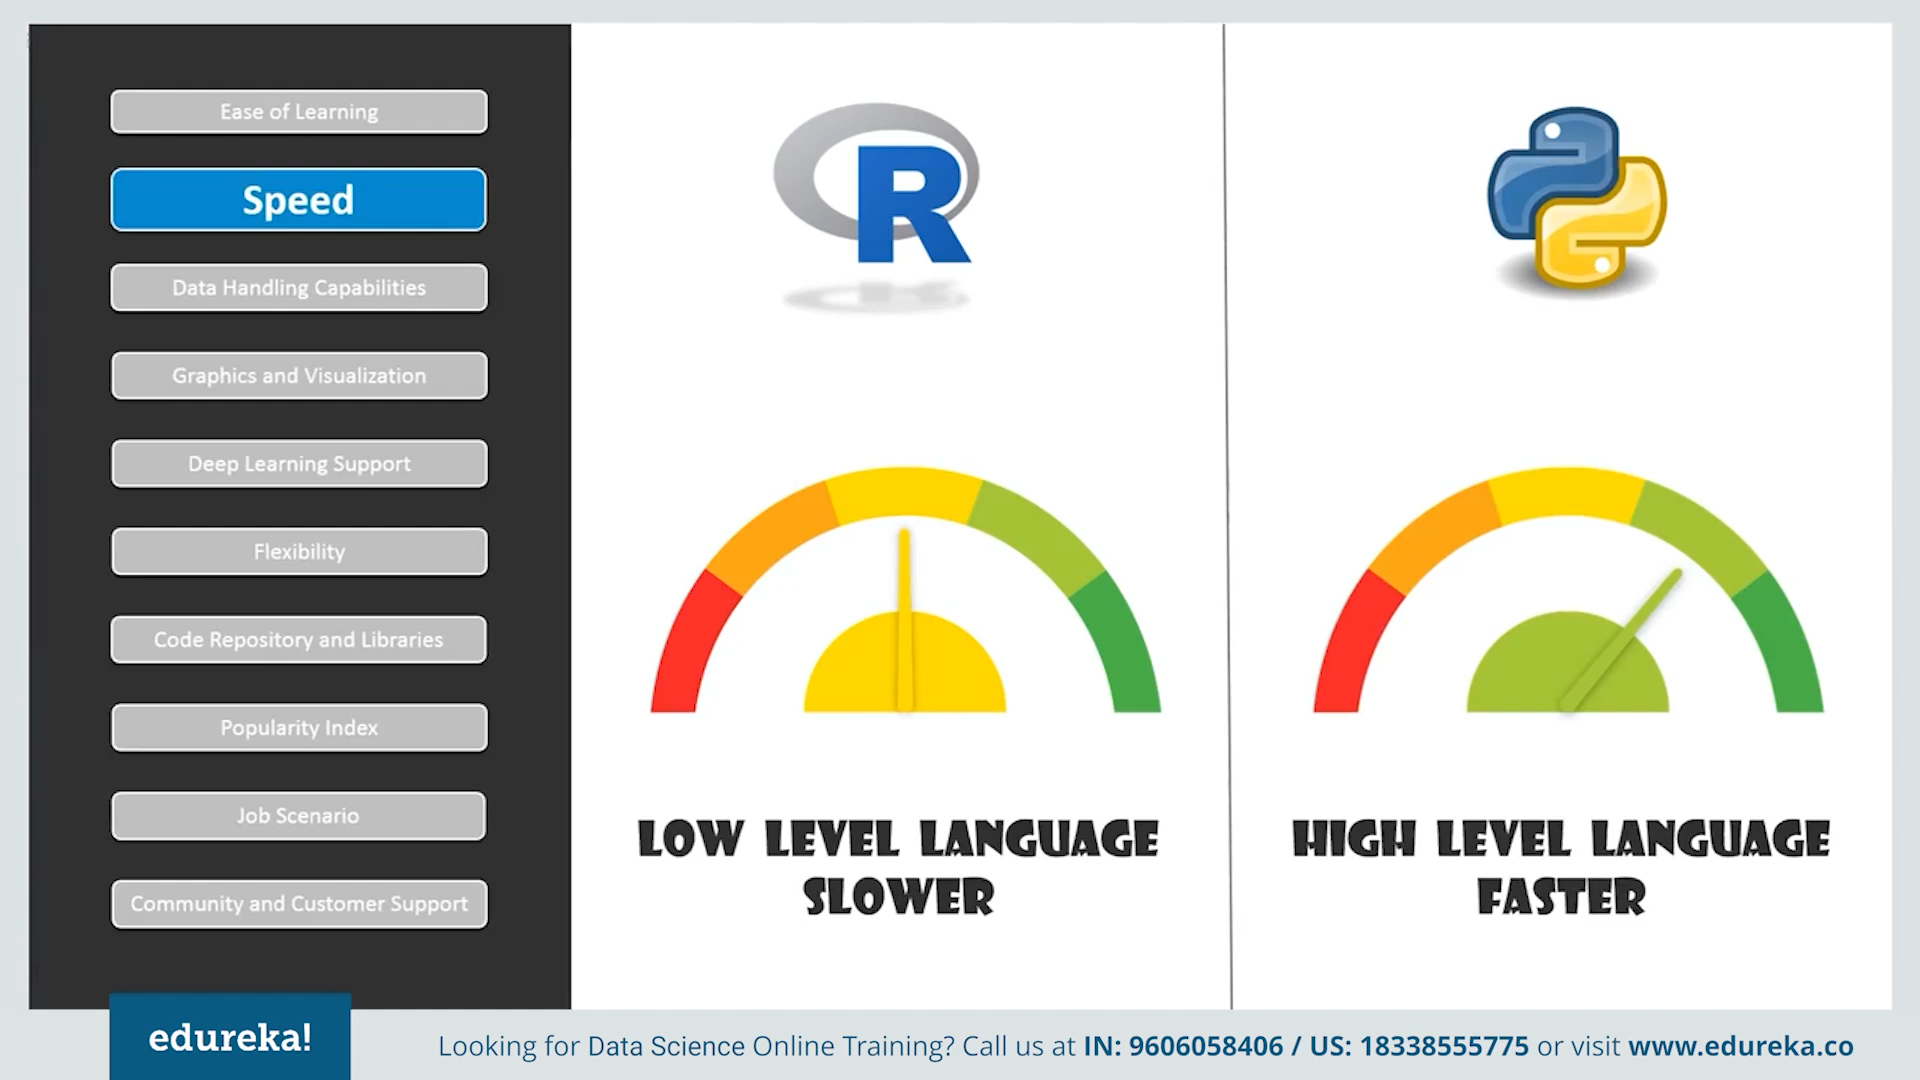 Ease of Learning
Speed
Data Handling Capabilities
Graphics and Visualization
Deep Learning Support
Flexibility
Code Repository and Libraries
Popularity Index
Job Scenario
Community and Customer Support
R
LOW LEVEL LANGUAGE
SLOWER
HIGH LEVEL LANGUAGE
FASTER
edureka!
Looking for Data Science Online Training? Call us at IN: 9606058406 / US: 18338555775 or visit www.edureka.co